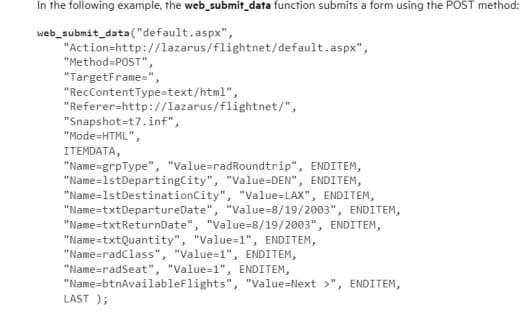 In the following example, the web_submit_data function submits a form using the POST method:
web_submit_data("default.aspx",
"Action=http://lazarus/flightnet/default.aspx",
"Method=POST",
"TargetFrame=",
"RecContentType=text/html",
"Referer=http://lazarus/flightnet/",
"Snapshot=t7.inf",
"Mode=HTML",
ITEMDATA,
"Name=grpType", "Value=radRoundtrip", ENDITEM,
"Name=lstDepartingCity", "Value=DEN", ENDITEM,
"Name=lstDestinationCity", "Value=LAX", ENDITEM,
"Name=txtDepartureDate", "Value=8/19/2003", ENDITEM,
"Name=txtReturnDate", "Value=8/19/2003", ENDITEM,
"Name=txtQuantity", "Value=1", ENDITEM,
"Name=radClass", "Value=1", ENDITEM,
"Name=radSeat", "Value=1", ENDITEM,
"Name=btnAvailableFlights", "Value=Next >", ENDITEM,
LAST );